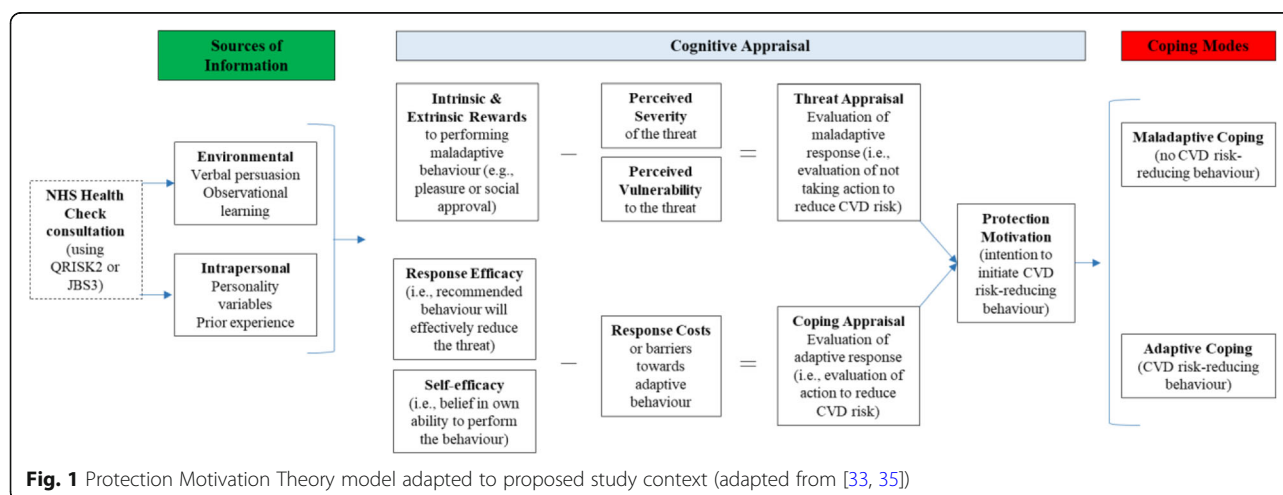 Sources of
Information
Cognitive Appraisal
Coping Modes
NHS Health
Check
consultation
(using
QRISK2 or
JBS3)
Environmental
Verbal persuasion
Observational
learning
Intrapersonal
Personality
variables
Prior experience
Intrinsic &
Extrinsic Rewards
to performing
maladaptive
behaviour (e.g.,
pleasure or social
approval)
−
Perceived
Severity
of the threat
Perceived
Vulnerability
to the threat
=
Threat Appraisal
Evaluation of
maladaptive
response (i.e.,
evaluation of not
taking action to
reduce CVD risk)
Response Efficacy
(i.e., recommended
behaviour will
effectively reduce
the threat)
Self-efficacy
(i.e., belief in own
ability to perform
the behaviour)
−
Response Costs
or barriers
towards
adaptive
behaviour
=
Coping Appraisal
Evaluation of
adaptive response
(i.e., evaluation of
action to reduce
CVD risk)
Protection
Motivation
(intention to
initiate CVD
risk-reducing
behaviour)
Maladaptive Coping
(no CVD risk-
reducing behaviour)
Adaptive Coping
(CVD risk-reducing
behaviour)
Fig. 1 Protection Motivation Theory model adapted to proposed study context (adapted from [33, 35])